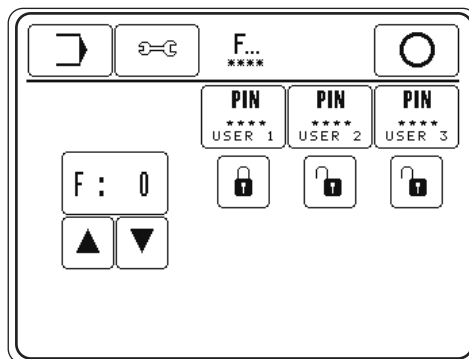 F...
****
PIN PIN PIN
**** **** ****
USER 1 USER 2 USER 3
F: 0